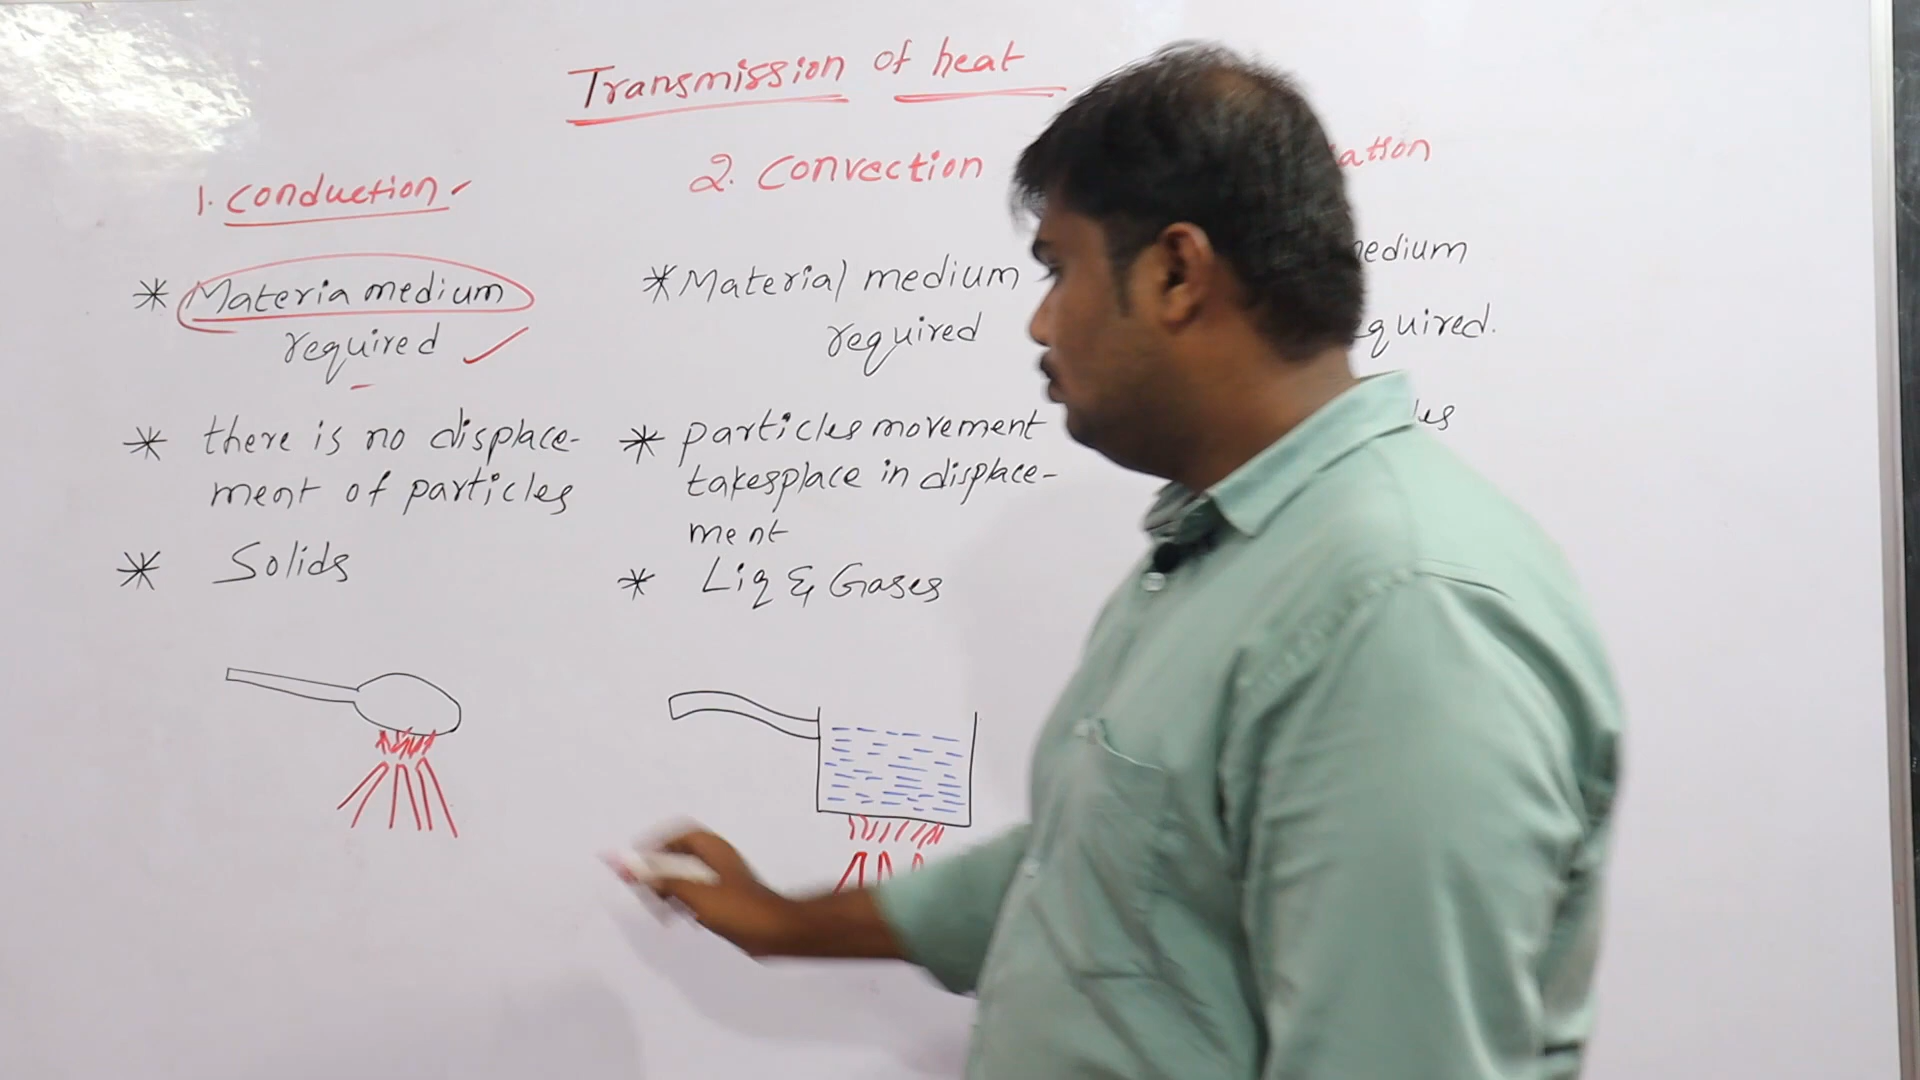 Transmission of heat
1. Conduction
* Materia medium
required
* there is no displace-
ment of particles
* Solids
2. Convection
* Material medium
required
* particles movement
takesplace in displace-
ment
* Liq & Gases
ation
edium
quired.
les